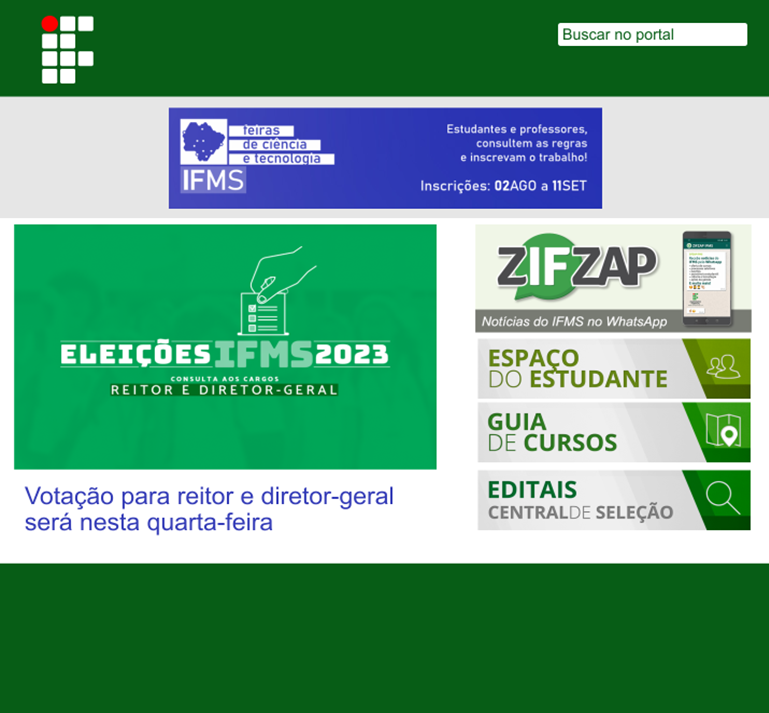 Buscar no portal
feiras
de ciência
e tecnologia
IFMS
Estudantes e professores,
consultem as regras
e inscrevam o trabalho!
Inscrições: 02AGO a 11SET
ELEIÇÕES IFMS 2023
CONSULTA AOS CARGOS
REITOR E DIRETOR-GERAL
Votação para reitor e diretor-geral
será nesta quarta-feira
ZIFZAP
Notícias do IFMS no WhatsApp
ESPAÇO
DO ESTUDANTE
GUIA
DE CURSOS
EDITAIS
CENTRAL DE SELEÇÃO